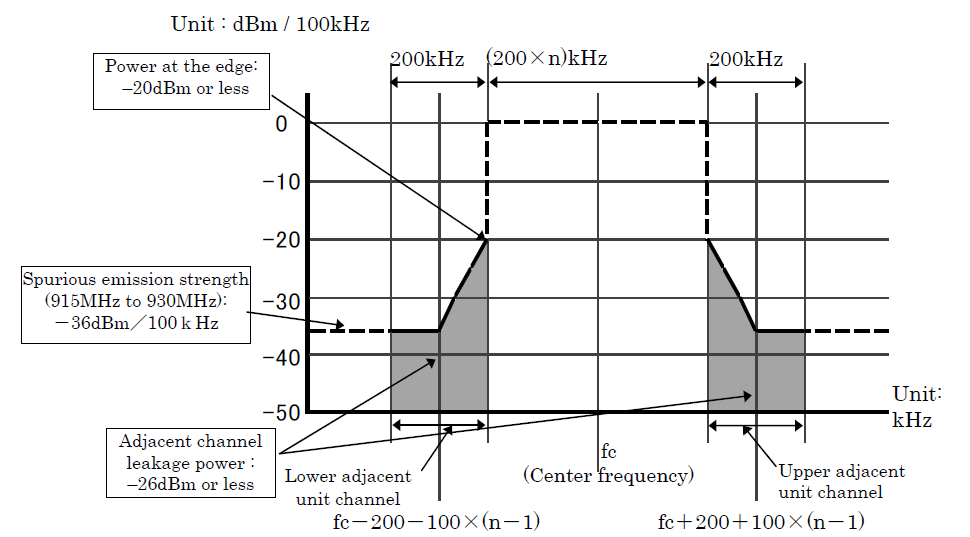 Unit : dBm / 100kHz
Power at the edge:
−20dBm or less
200kHz
(200×n)kHz
200kHz
0
−10
−20
−30
−40
−50
Spurious emission strength
(915MHz to 930MHz):
−36dBm／100ｋHz
Unit:
kHz
Adjacent channel
leakage power :
−26dBm or less
Lower adjacent
unit channel
fc
(Center frequency)
Upper adjacent
unit channel
fc−200−100×(n−1)
fc＋200＋100×(n−1)